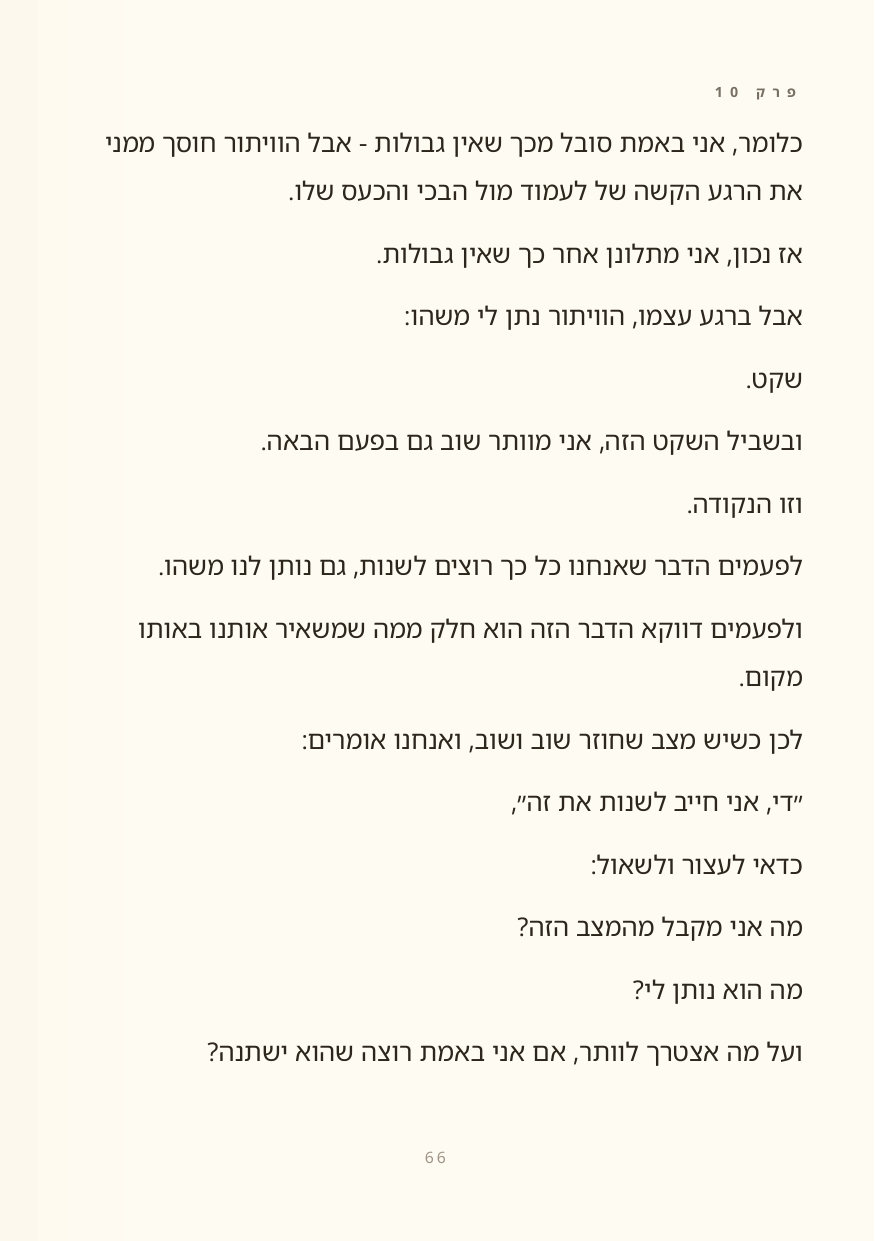 פרק 10
כלומר, אני באמת סובל מכך שאין גבולות - אבל הוויתור חוסך ממני
את הרגע הקשה של לעמוד מול הבכי והכעס שלו.
אז נכון, אני מתלונן אחר כך שאין גבולות.
אבל ברגע עצמו, הוויתור נתן לי משהו:
שקט.
ובשביל השקט הזה, אני מוותר שוב גם בפעם הבאה.
וזו הנקודה.
לפעמים הדבר שאנחנו כל כך רוצים לשנות, גם נותן לנו משהו.
ולפעמים דווקא הדבר הזה הוא חלק ממה שמשאיר אותנו באותו
מקום.
לכן כשיש מצב שחוזר שוב ושוב, ואנחנו אומרים:
״די, אני חייב לשנות את זה״,
כדאי לעצור ולשאול:
מה אני מקבל מהמצב הזה?
מה הוא נותן לי?
ועל מה אצטרך לוותר, אם אני באמת רוצה שהוא ישתנה?
66